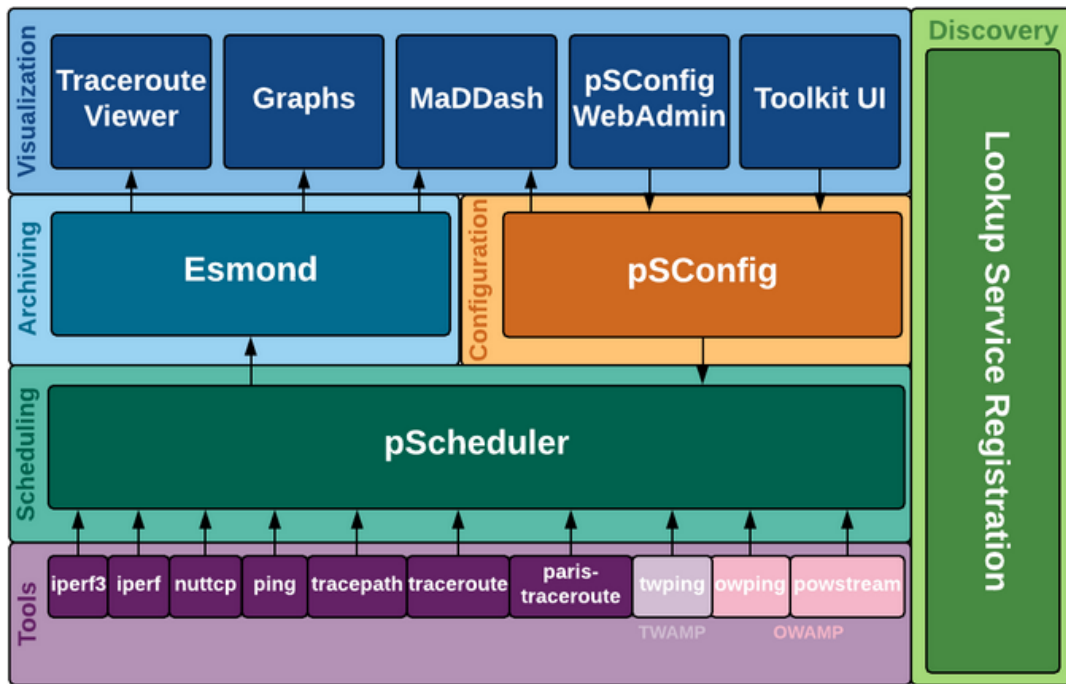 Visualization
Traceroute
Viewer
Graphs
MaDDash
pSConfig
WebAdmin
Toolkit UI
Discovery
Lookup Service Registration
Archiving
Esmond
Configuration
pSConfig
Scheduling
pScheduler
Tools
iperf3
iperf
nuttcp
ping
tracepath
traceroute
paris-
traceroute
twping
owping
powstream
TWAMP
OWAMP